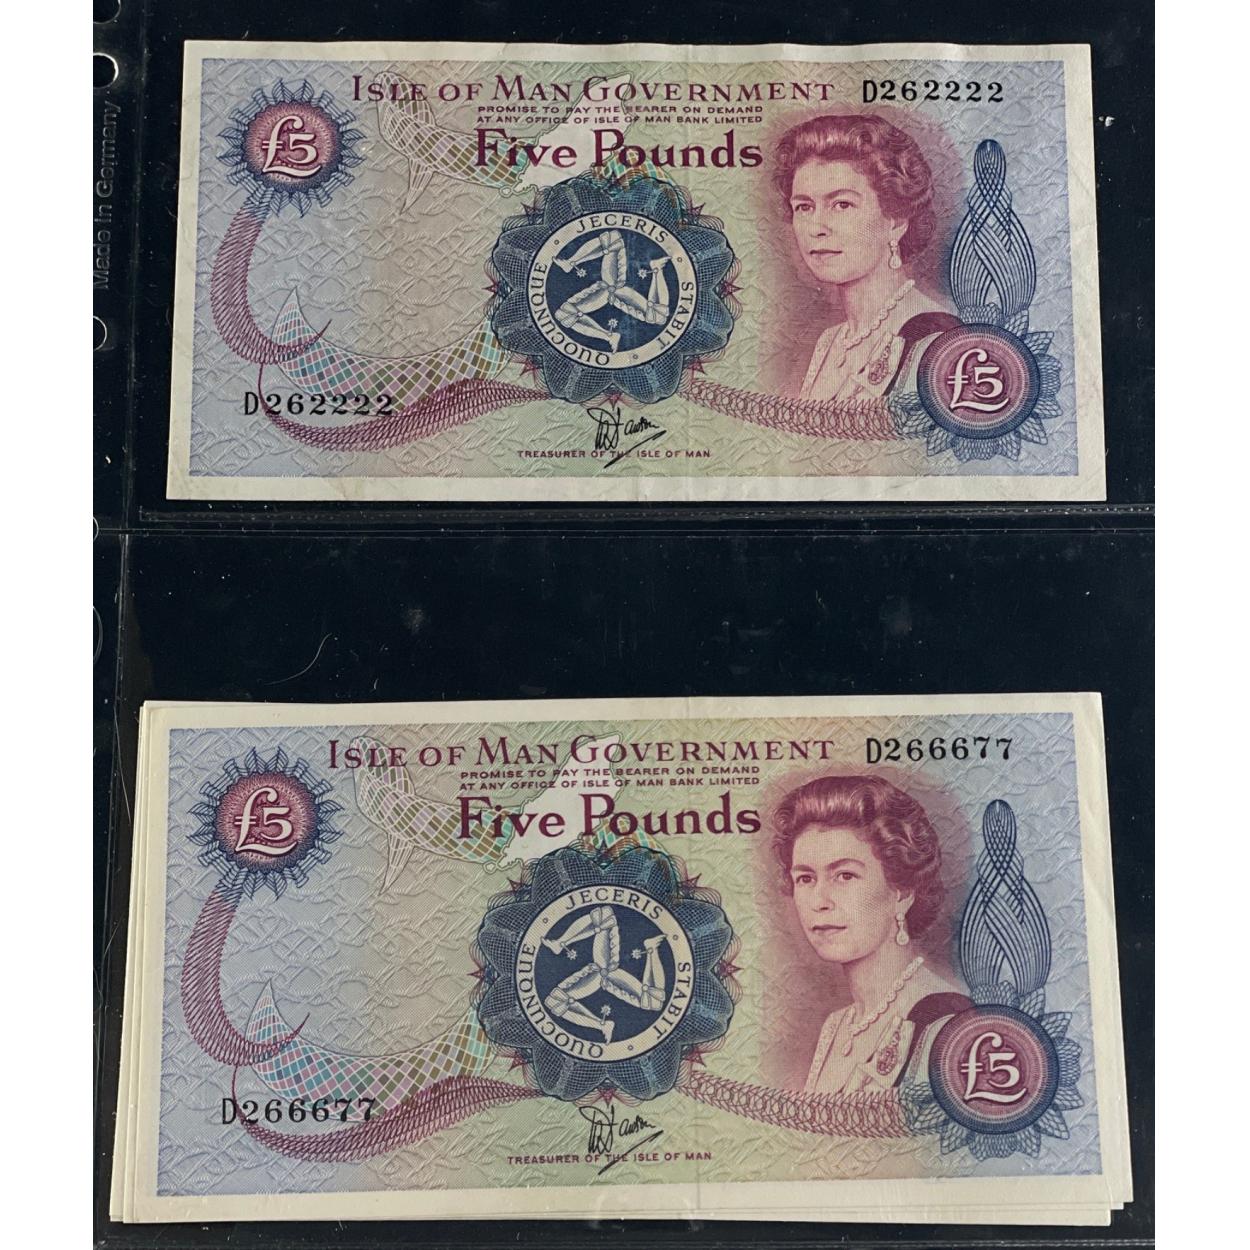 Made in Germany
ISLE OF MAN GOVERNMENT D262222
PROMISE TO PAY THE BEARER ON DEMAND
AT ANY OFFICE OF ISLE OF MAN BANK LIMITED
£5
Five Pounds
QUOCUNQUE · JECERIS · STABIT ·
£5
D262222
TREASURER OF THE ISLE OF MAN
ISLE OF MAN GOVERNMENT D266677
PROMISE TO PAY THE BEARER ON DEMAND
AT ANY OFFICE OF ISLE OF MAN BANK LIMITED
£5
Five Pounds
QUOCUNQUE · JECERIS · STABIT ·
£5
D266677
TREASURER OF THE ISLE OF MAN